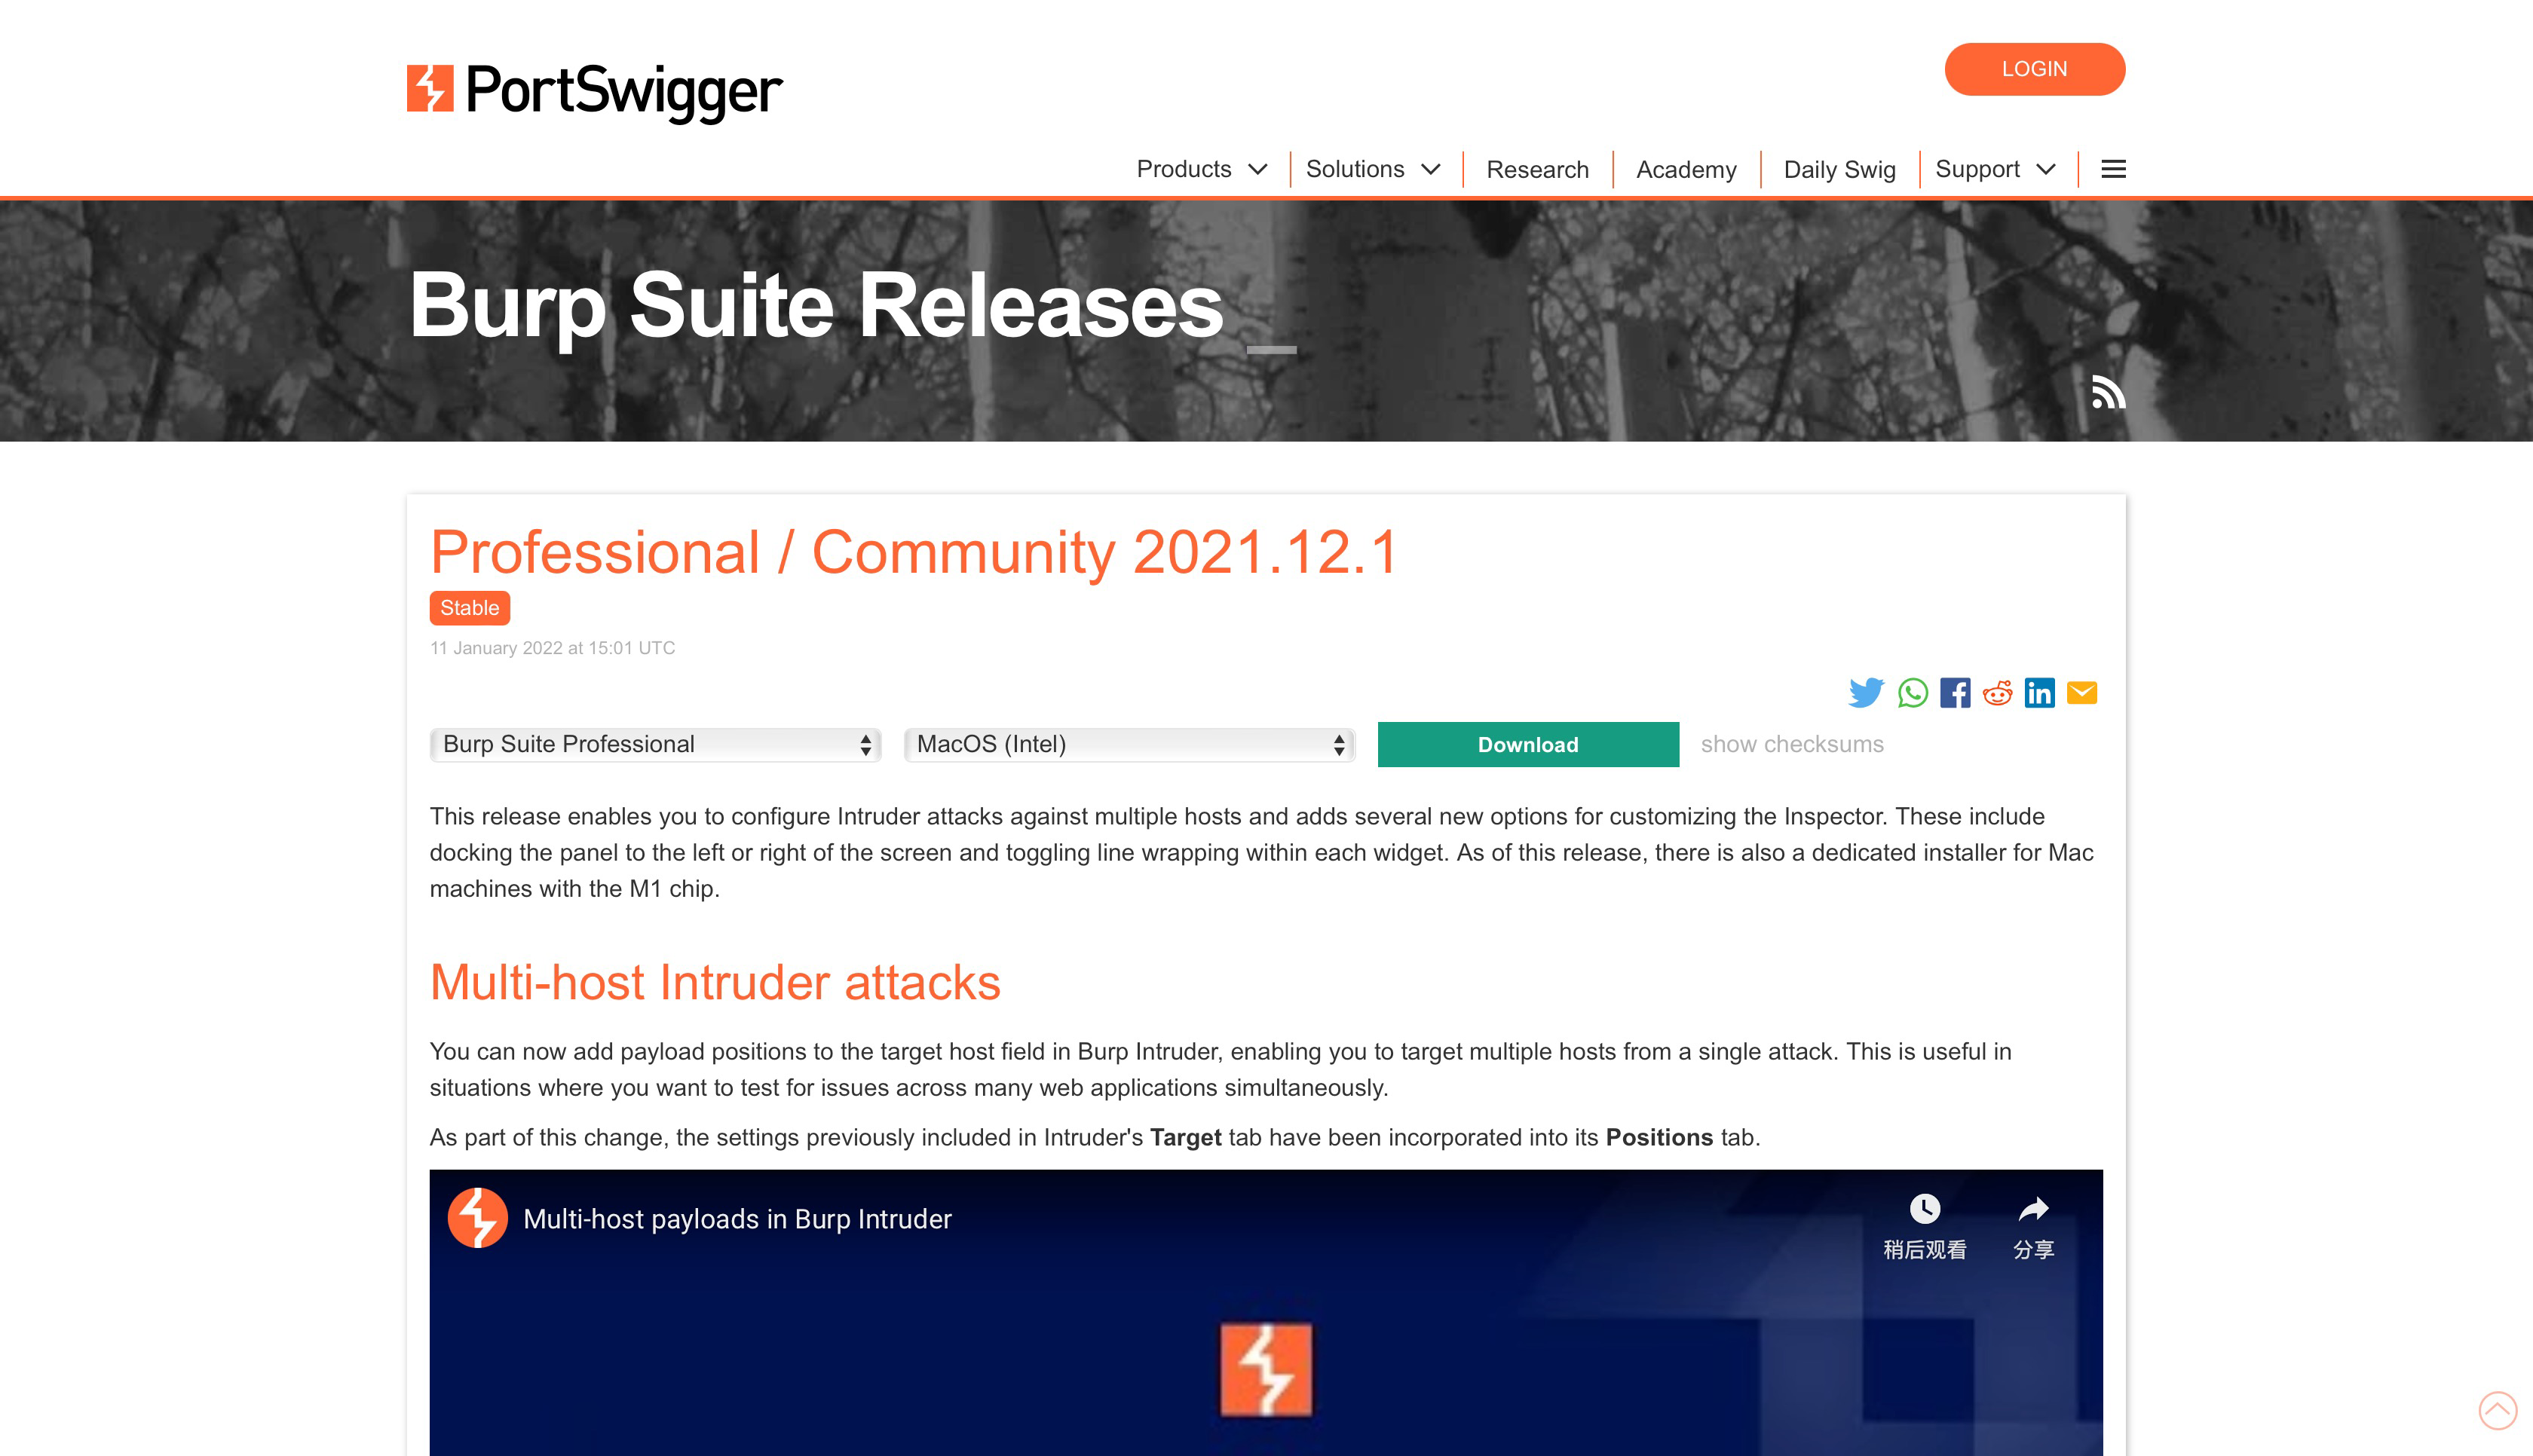 PortSwigger
LOGIN
Products
Solutions
Research
Academy
Daily Swig
Support
Burp Suite Releases _
Professional / Community 2021.12.1
Stable
11 January 2022 at 15:01 UTC
Burp Suite Professional
MacOS (Intel)
Download
show checksums
This release enables you to configure Intruder attacks against multiple hosts and adds several new options for customizing the Inspector. These include
docking the panel to the left or right of the screen and toggling line wrapping within each widget. As of this release, there is also a dedicated installer for Mac
machines with the M1 chip.
Multi-host Intruder attacks
You can now add payload positions to the target host field in Burp Intruder, enabling you to target multiple hosts from a single attack. This is useful in
situations where you want to test for issues across many web applications simultaneously.
As part of this change, the settings previously included in Intruder's Target tab have been incorporated into its Positions tab.
Multi-host payloads in Burp Intruder
稍后观看
分享